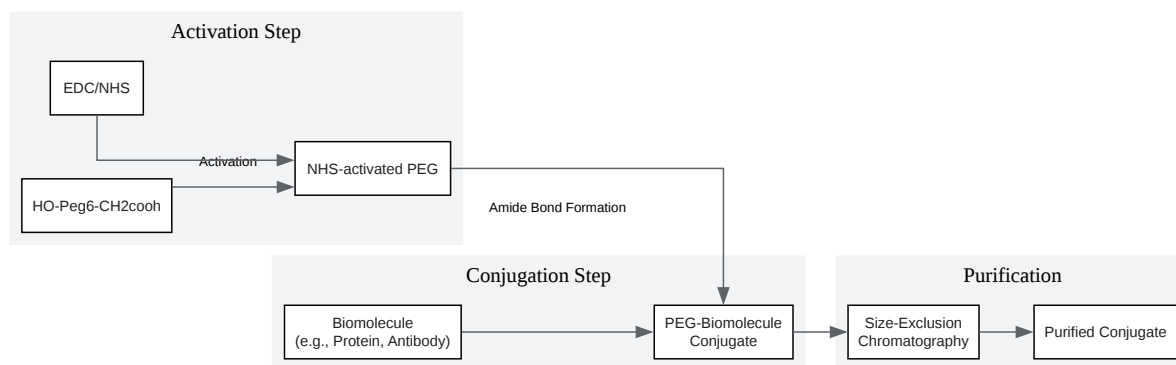 Activation Step
EDC/NHS
Activation
NHS-activated PEG
HO-Peg6-CH2cooh
Amide Bond Formation
Conjugation Step
Purification
Biomolecule
(e.g., Protein, Antibody)
PEG-Biomolecule
Conjugate
Size-Exclusion
Chromatography
Purified Conjugate